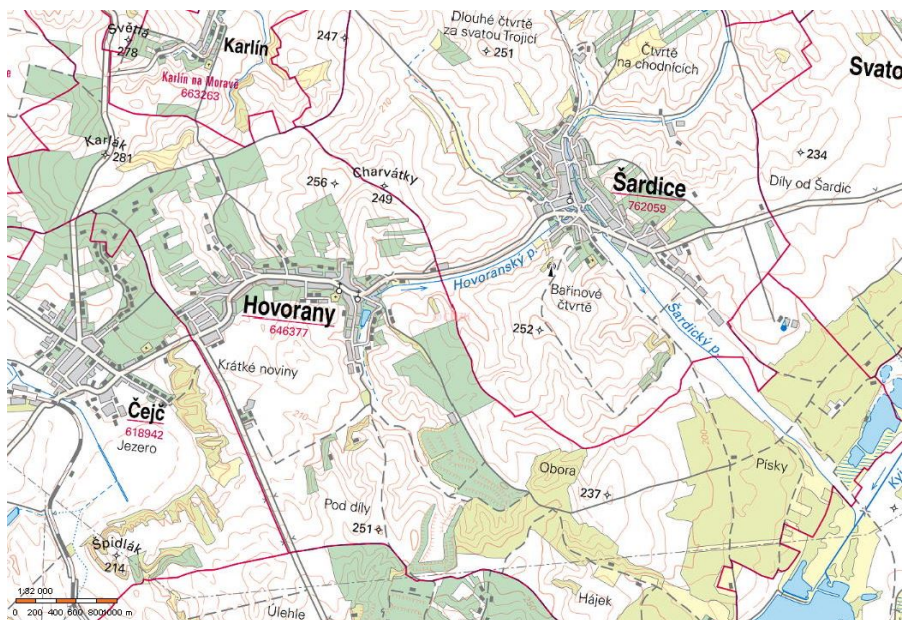 Světlá
278
Karlín
247
Dlouhé čtvrtě
za svatou Trojicí
251
Čtvrtě
na chodnících
Svato
Karlín na Moravě
663263
Karlák
281
256
Charvátky
249
Šardice
762059
234
Díly od Šardic
Hovoranský p.
Bařinové
čtvrtě
Hovorany
646377
252
Šardický p.
Krátké noviny
Čejč
618942
Jezero
Obora
237
Písky
Kyj
Pod díly
251
Špidlák
214
Hájek
Úlehle
1:32 000
0 200 400 600 800 1000 m